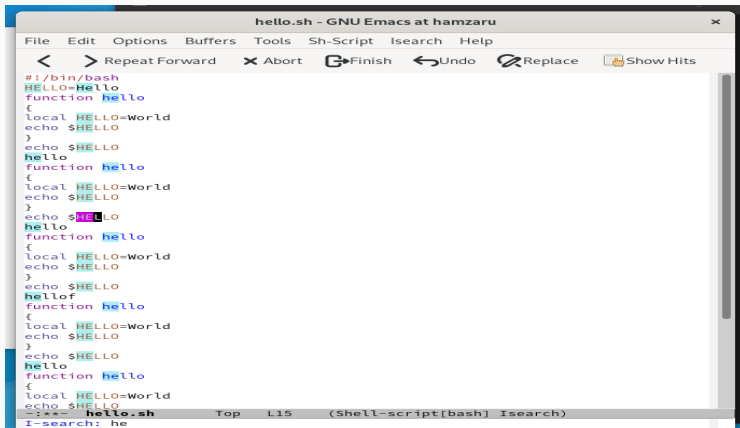 hello.sh - GNU Emacs at hamzaru
File Edit Options Buffers Tools Sh-Script Isearch Help
Repeat Forward Abort Finish Undo Replace Show Hits
#!/bin/bash
HELLO=Hello
function hello
{
local HELLO=World
echo $HELLO
}
echo $HELLO
hello
function hello
{
local HELLO=World
echo $HELLO
}
echo $HELLO
hello
function hello
{
local HELLO=World
echo $HELLO
}
echo $HELLO
hellof
function hello
{
local HELLO=World
echo $HELLO
}
echo $HELLO
hello
function hello
{
local HELLO=World
echo $HELLO
-:**- hello.sh Top L15 (Shell-script[bash] Isearch)
I-search: he